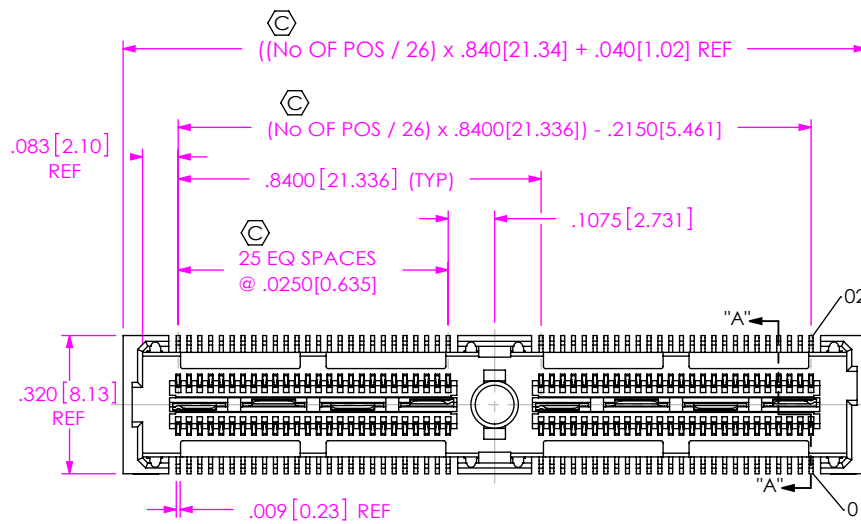 C
((No OF POS / 26) x .840[21.34] + .040[1.02] REF
C
(No OF POS / 26) x .8400[21.336]) - .2150[5.461]
.083[2.10]
REF
.8400[21.336] (TYP)
.1075[2.731]
C
25 EQ SPACES
@ .0250[0.635]
02
"A"
.320[8.13]
REF
"A"
0
.009[0.23] REF